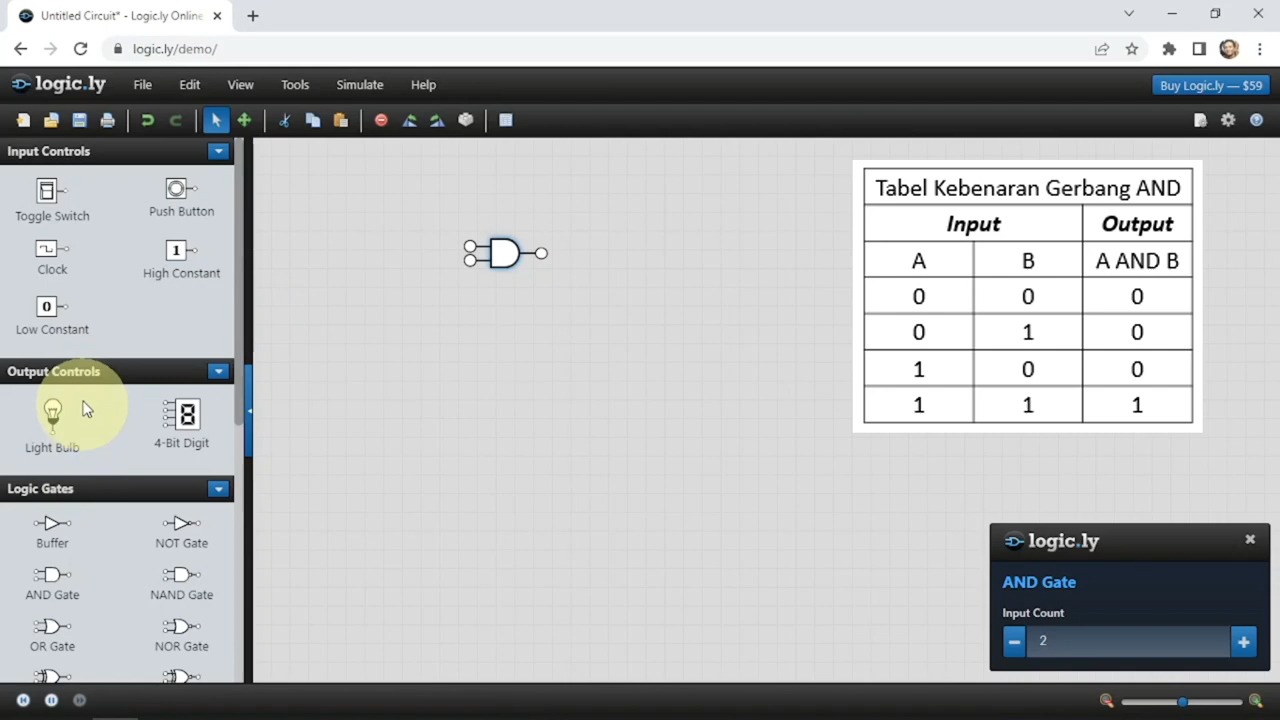 Untitled Circuit* - Logic.ly Online
logic.ly/demo/
logic.ly File Edit View Tools Simulate Help Buy Logic.ly — $59
Input Controls
Toggle Switch Push Button
Clock High Constant
1
0
Low Constant
Output Controls
Light Bulb 4-Bit Digit
8
Logic Gates
Buffer NOT Gate
AND Gate NAND Gate
OR Gate NOR Gate
Tabel Kebenaran Gerbang AND
Input Output
A B A AND B
0 0 0
0 1 0
1 0 0
1 1 1
logic.ly
AND Gate
Input Count
2